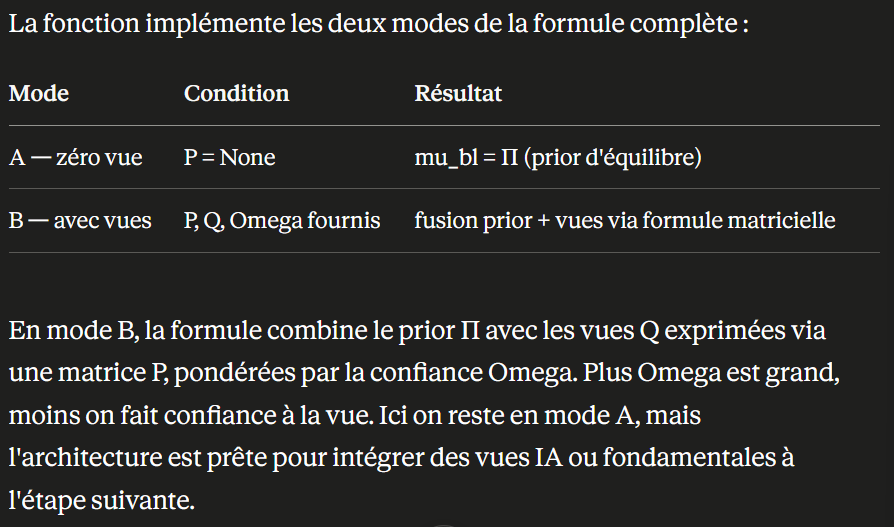 La fonction implémente les deux modes de la formule complète :
Mode Condition Résultat
A — zéro vue P = None mu_bl = Π (prior d'équilibre)
B — avec vues P, Q, Omega fournis fusion prior + vues via formule matricielle
En mode B, la formule combine le prior Π avec les vues Q exprimées via
une matrice P, pondérées par la confiance Omega. Plus Omega est grand,
moins on fait confiance à la vue. Ici on reste en mode A, mais
l'architecture est prête pour intégrer des vues IA ou fondamentales à
l'étape suivante.